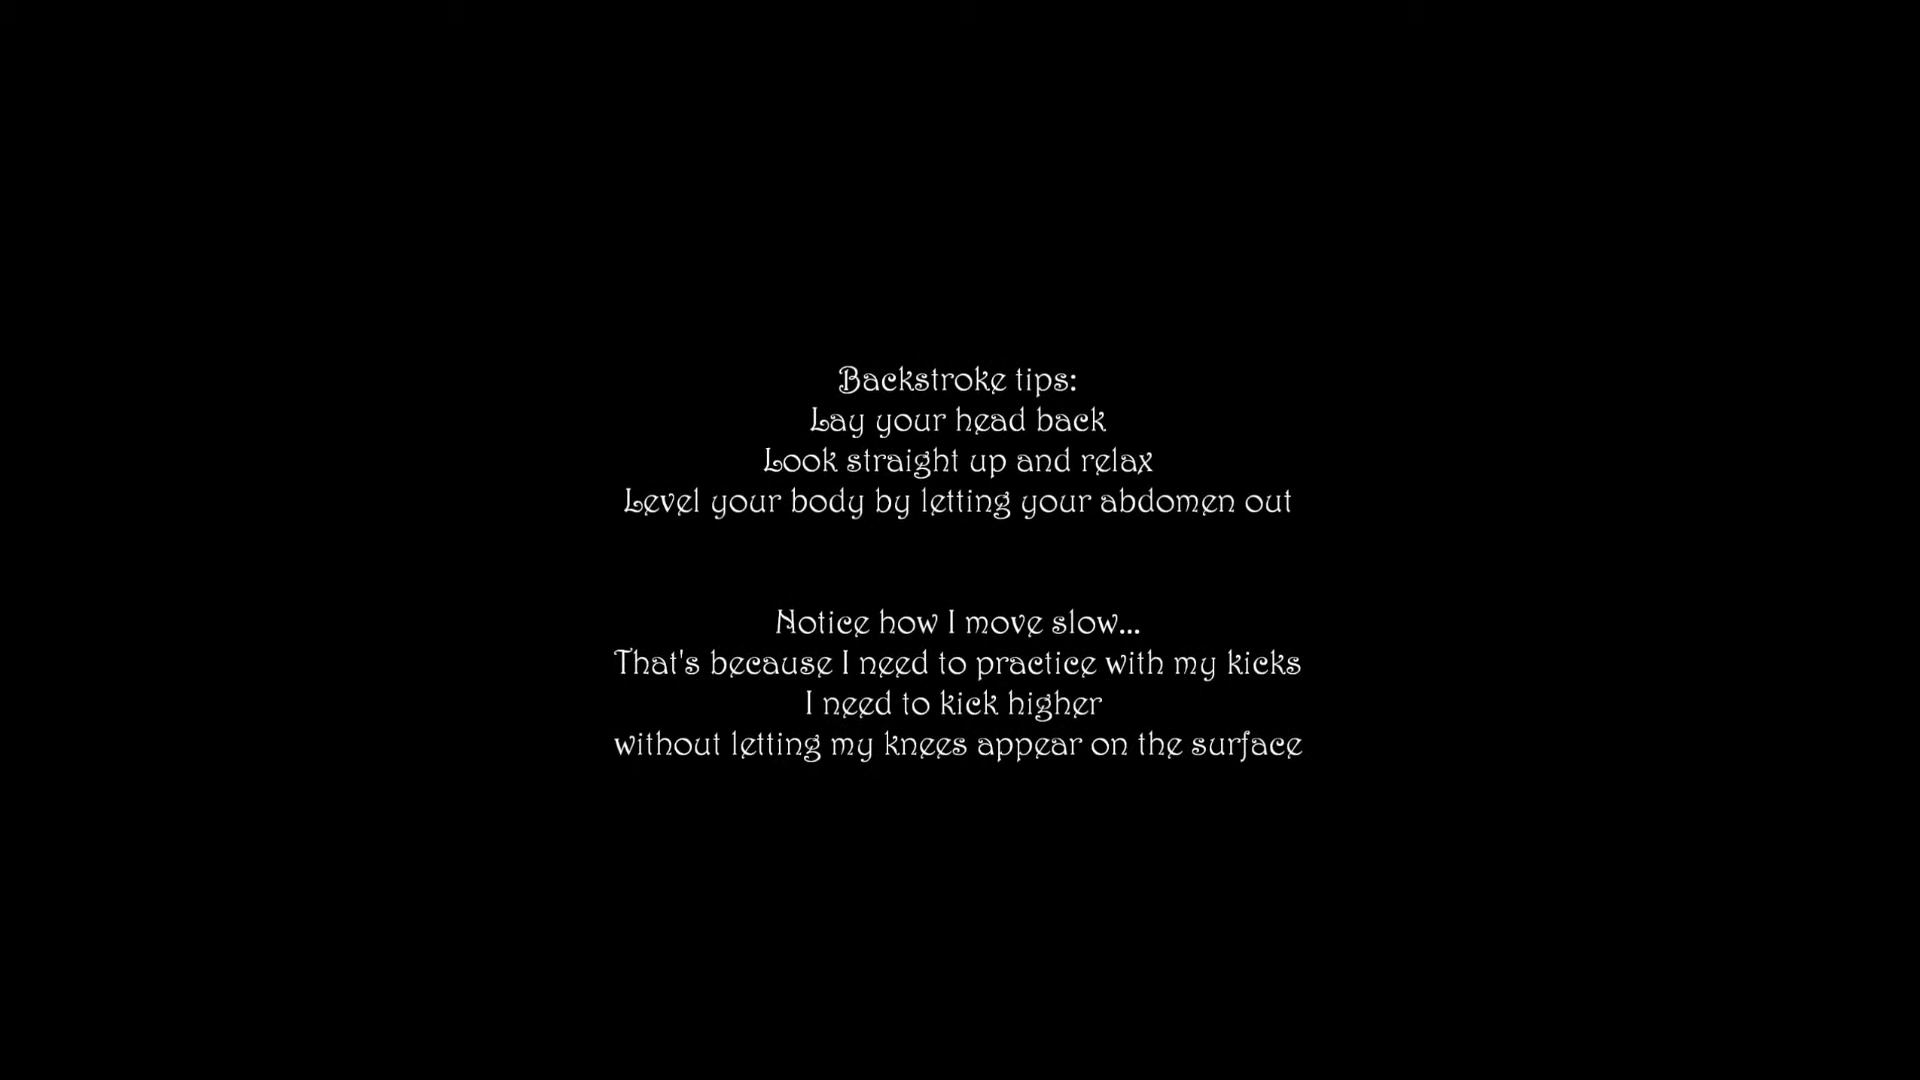 Backstroke tips:
Lay your head back
Look straight up and relax
Level your body by letting your abdomen out
Notice how I move slow...
That's because I need to practice with my kicks
I need to kick higher
without letting my knees appear on the surface